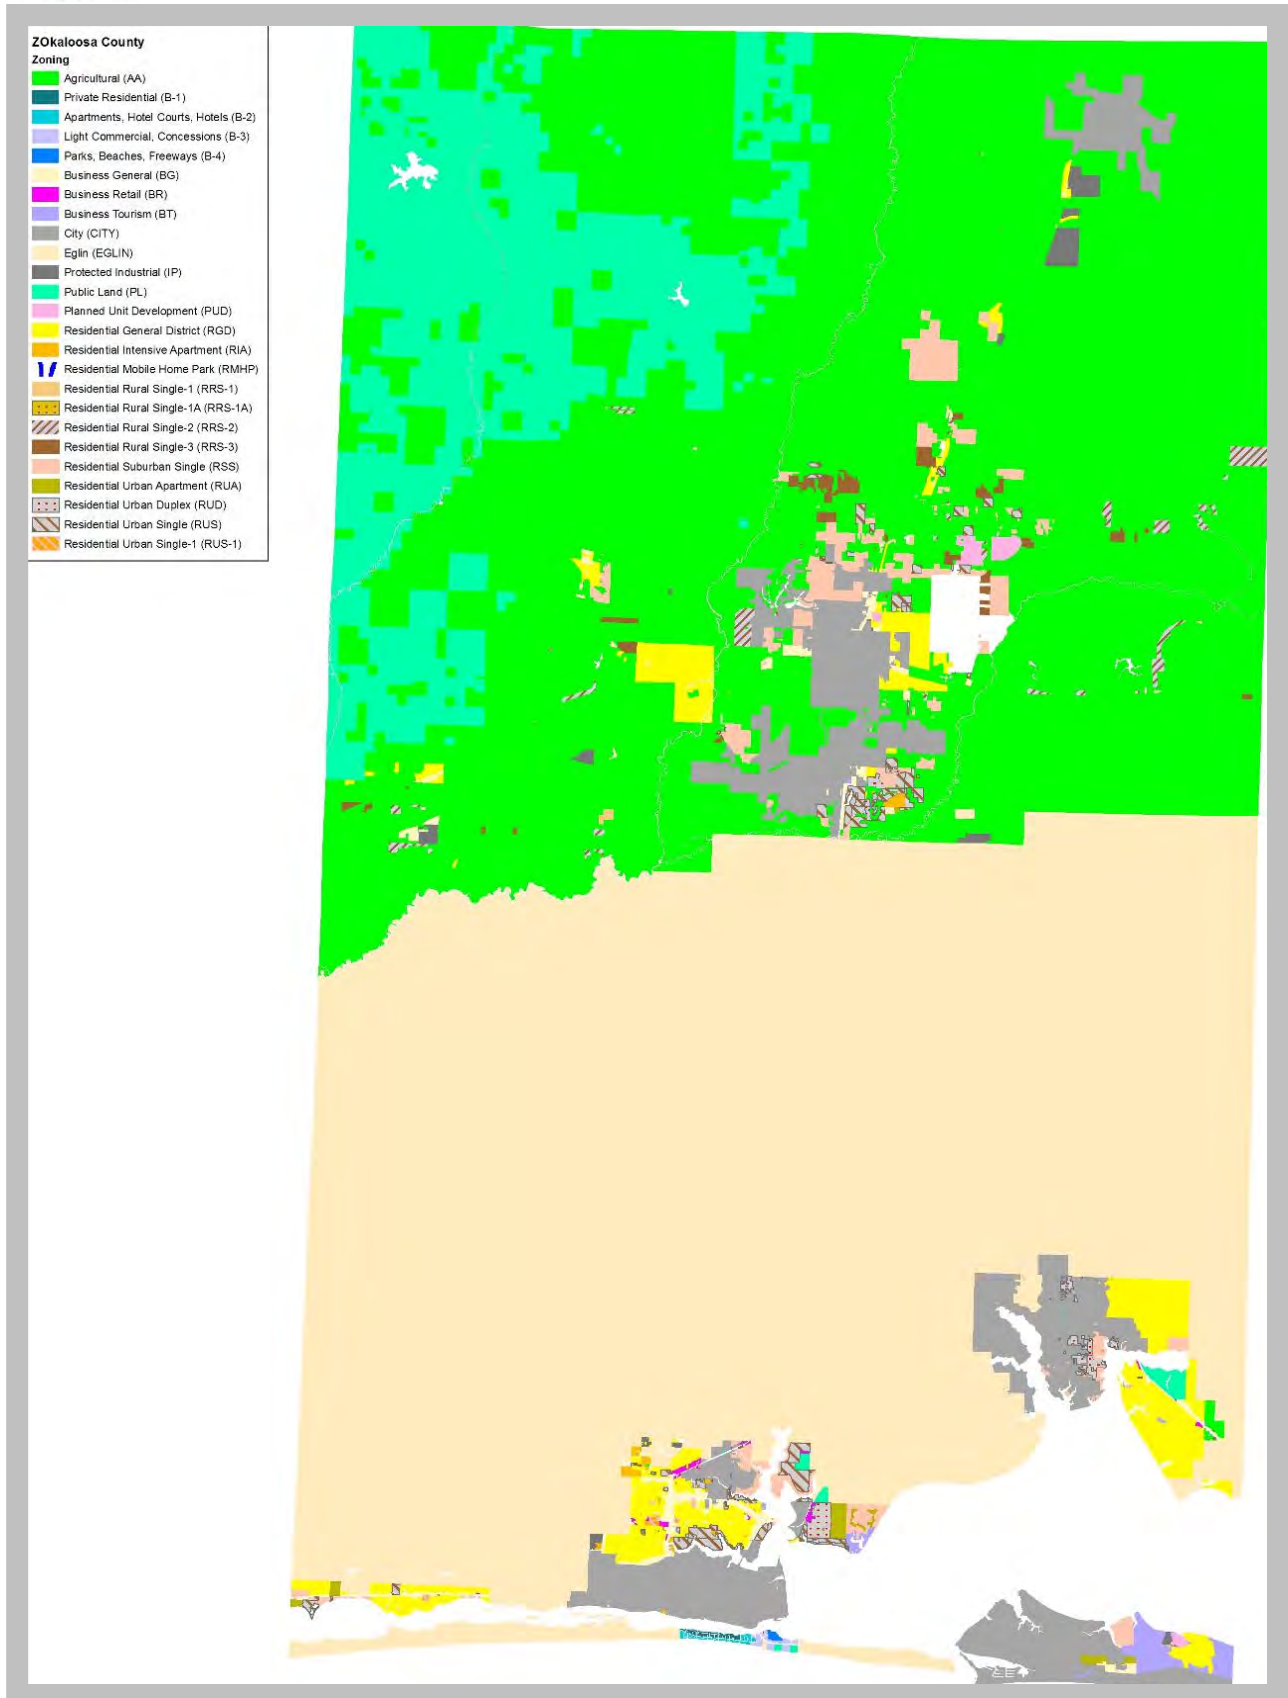 ZOkaloosa County
Zoning
Agricultural (AA)
Private Residential (B-1)
Apartments, Hotel Courts, Hotels (B-2)
Light Commercial, Concessions (B-3)
Parks, Beaches, Freeways (B-4)
Business General (BG)
Business Retail (BR)
Business Tourism (BT)
City (CITY)
Eglin (EGLIN)
Protected Industrial (IP)
Public Land (PL)
Planned Unit Development (PUD)
Residential General District (RGD)
Residential Intensive Apartment (RIA)
Residential Mobile Home Park (RMHP)
Residential Rural Single-1 (RRS-1)
Residential Rural Single-1A (RRS-1A)
Residential Rural Single-2 (RRS-2)
Residential Rural Single-3 (RRS-3)
Residential Suburban Single (RSS)
Residential Urban Apartment (RUA)
Residential Urban Duplex (RUD)
Residential Urban Single (RUS)
Residential Urban Single-1 (RUS-1)